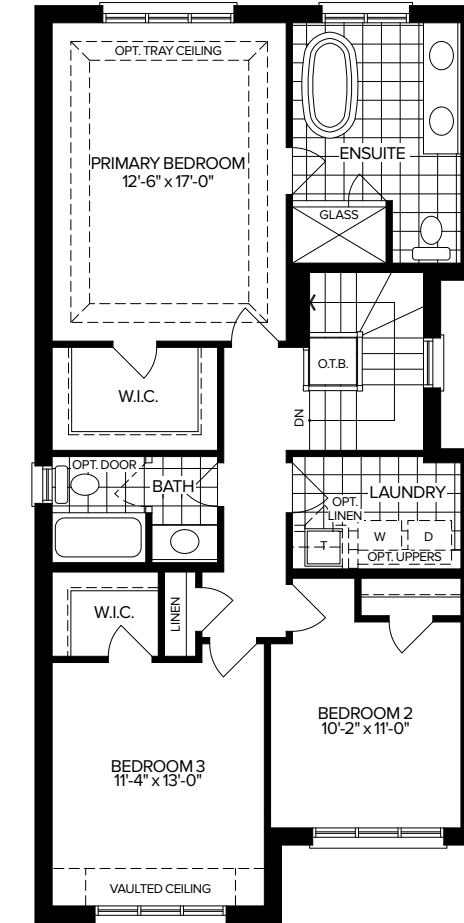 OPT. TRAY CEILING
PRIMARY BEDROOM
12'-6" x 17'-0"
ENSUITE
GLASS
W.I.C.
O.T.B.
DN
OPT. DOOR
BATH
LAUNDRY
OPT.
LINEN
T
W
D
OPT. UPPERS
W.I.C.
LINEN
BEDROOM 2
10'-2" x 11'-0"
BEDROOM 3
11'-4" x 13'-0"
VAULTED CEILING